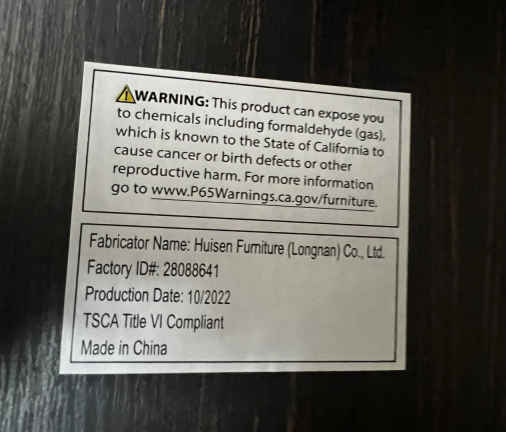 ⚠WARNING: This product can expose you
to chemicals including formaldehyde (gas),
which is known to the State of California to
cause cancer or birth defects or other
reproductive harm. For more information
go to www.P65Warnings.ca.gov/furniture.
Fabricator Name: Huisen Furniture (Longnan) Co., Ltd.
Factory ID#: 28088641
Production Date: 10/2022
TSCA Title VI Compliant
Made in China